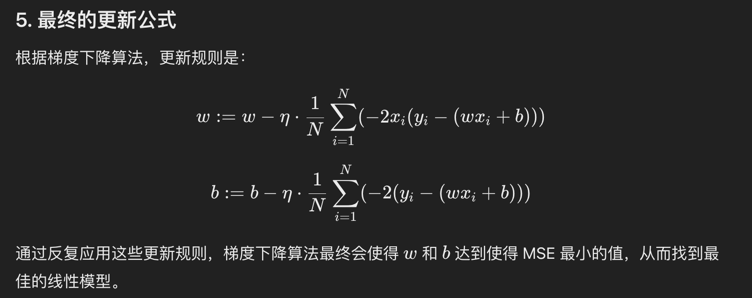 5. 最终的更新公式
根据梯度下降算法，更新规则是：
w := w − η · \frac{1}{N} \sum_{i=1}^{N} (−2x_i(y_i − (wx_i + b)))
b := b − η · \frac{1}{N} \sum_{i=1}^{N} (−2(y_i − (wx_i + b)))
通过反复应用这些更新规则，梯度下降算法最终会使得 w 和 b 达到使得 MSE 最小的值，从而找到最
佳的线性模型。